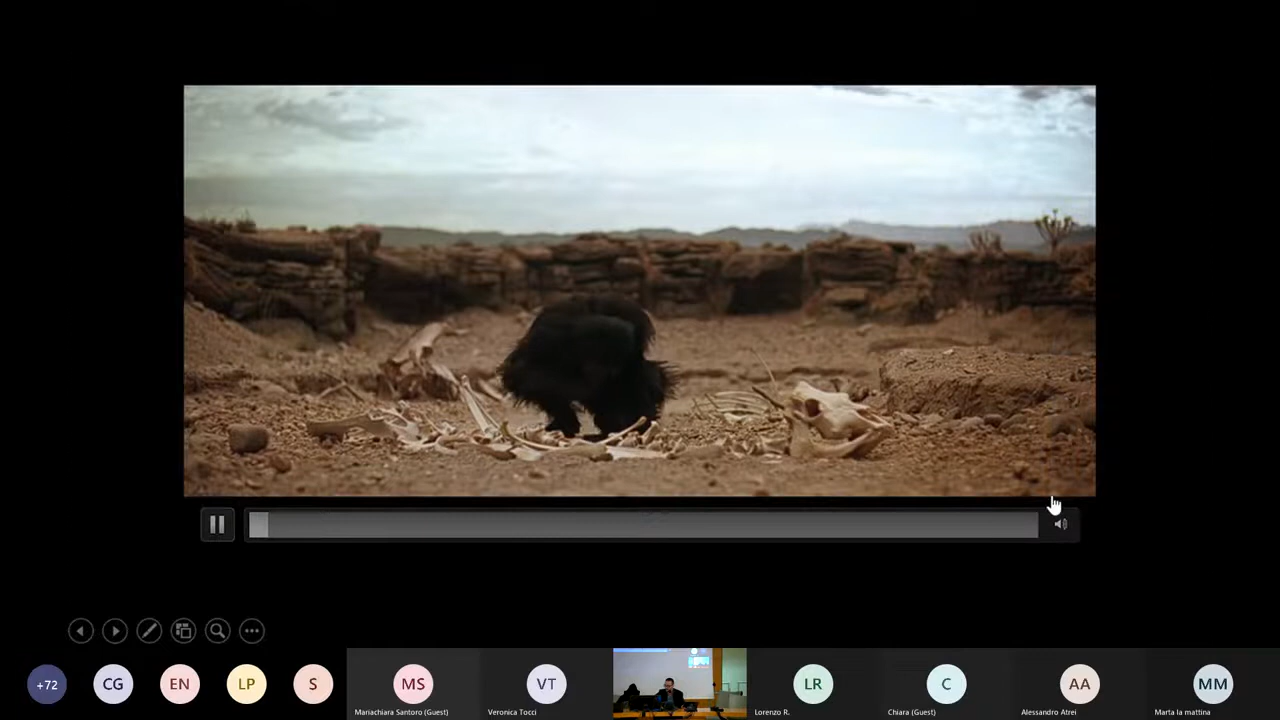 +72
CG
EN
LP
S
MS
VT
LR
C
AA
MM
Mariachiara Santoro (Guest)
Veronica Tocci
Lorenzo R.
Chiara (Guest)
Alessandro Atrei
Marta la mattina